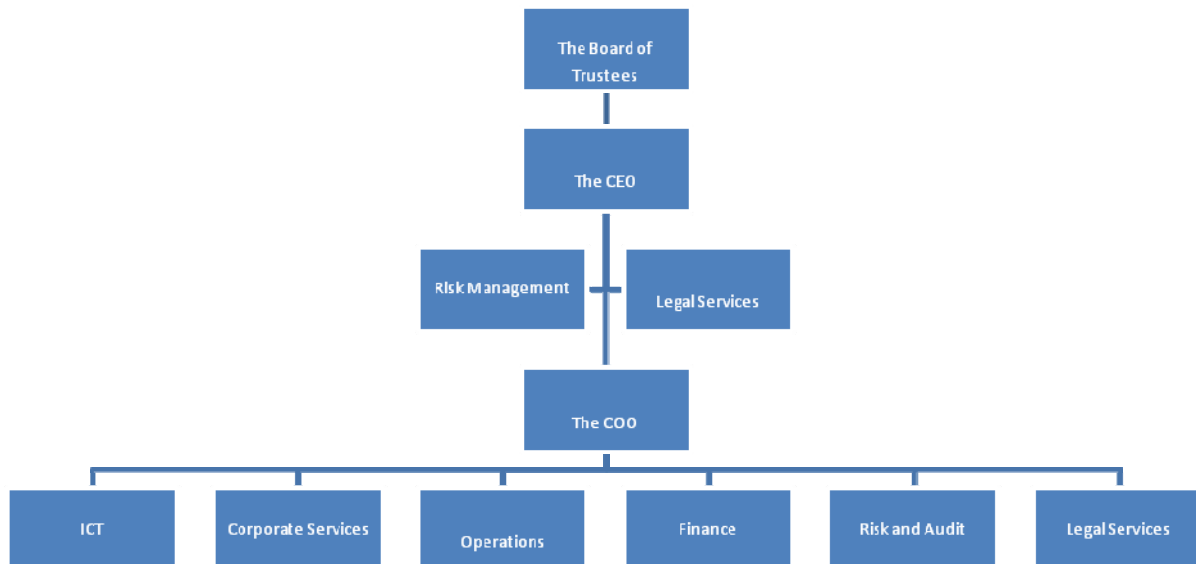 The Board of
Trustees
The CEO
Risk Management
Legal Services
The COO
ICT
Corporate Services
Operations
Finance
Risk and Audit
Legal Services